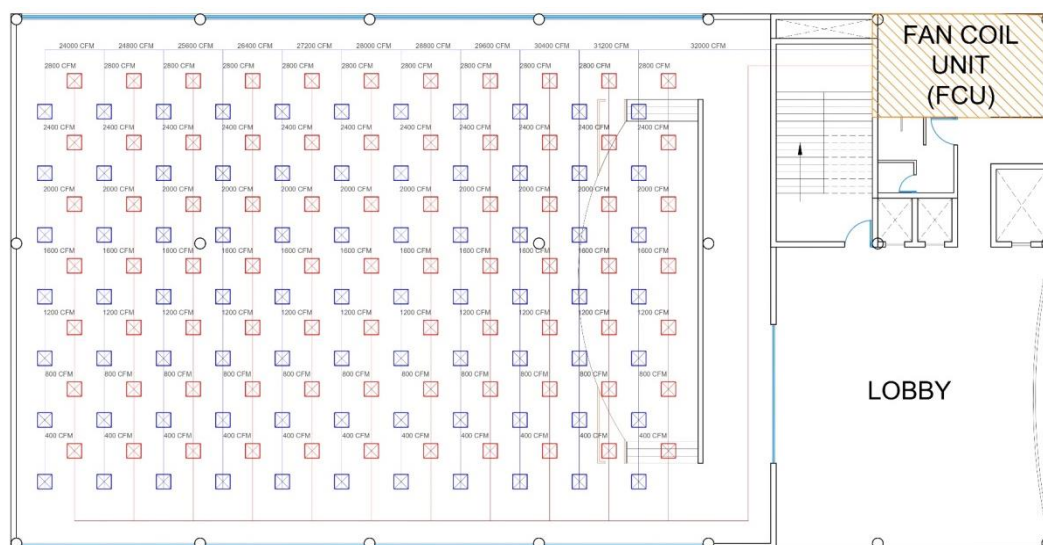 24000 CFM 24800 CFM 25600 CFM 26400 CFM 27200 CFM 28000 CFM 28800 CFM 29600 CFM 30400 CFM 31200 CFM 32000 CFM
FAN COIL
UNIT
(FCU)
2800 CFM 2800 CFM 2800 CFM 2800 CFM 2800 CFM 2800 CFM 2800 CFM 2800 CFM 2800 CFM 2800 CFM 2800 CFM
2400 CFM 2400 CFM 2400 CFM 2400 CFM 2400 CFM 2400 CFM 2400 CFM 2400 CFM 2400 CFM 2400 CFM 2400 CFM
2000 CFM 2000 CFM 2000 CFM 2000 CFM 2000 CFM 2000 CFM 2000 CFM 2000 CFM 2000 CFM 2000 CFM 2000 CFM
1600 CFM 1600 CFM 1600 CFM 1600 CFM 1600 CFM 1600 CFM 1600 CFM 1600 CFM 1600 CFM 1600 CFM 1600 CFM
1200 CFM 1200 CFM 1200 CFM 1200 CFM 1200 CFM 1200 CFM 1200 CFM 1200 CFM 1200 CFM 1200 CFM 1200 CFM
800 CFM 800 CFM 800 CFM 800 CFM 800 CFM 800 CFM 800 CFM 800 CFM 800 CFM 800 CFM 800 CFM
LOBBY
400 CFM 400 CFM 400 CFM 400 CFM 400 CFM 400 CFM 400 CFM 400 CFM 400 CFM 400 CFM 400 CFM